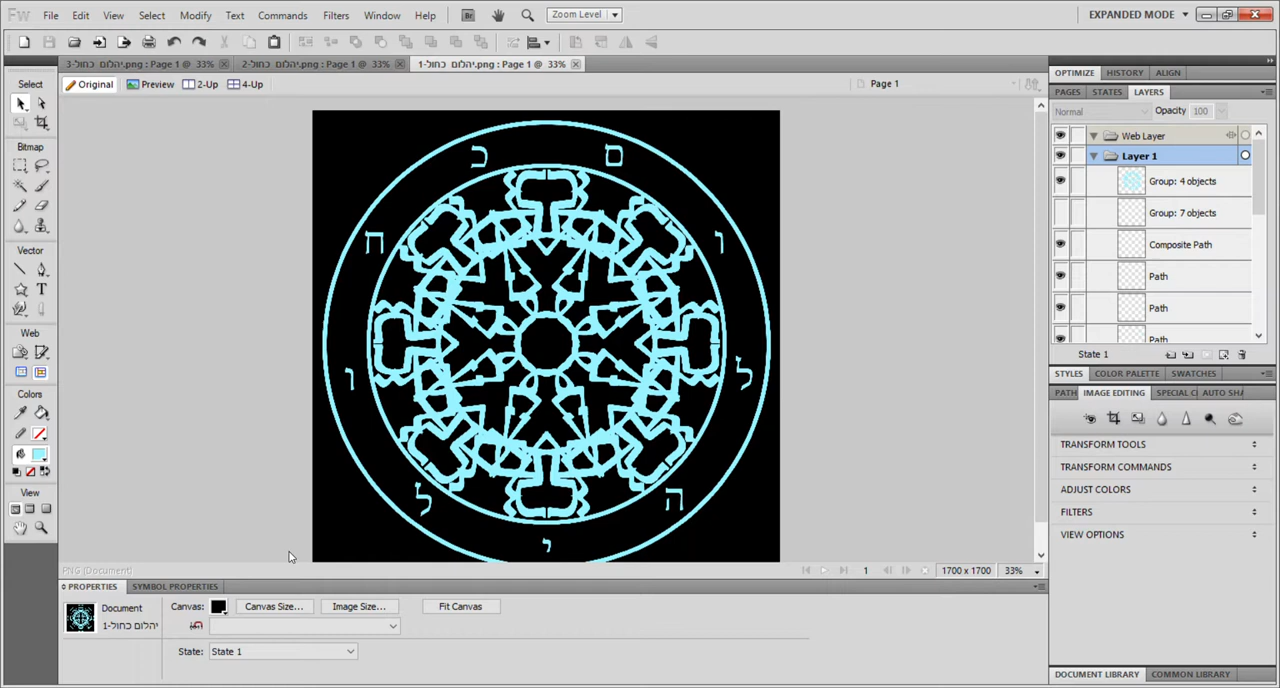 Fw File Edit View Select Modify Text Commands Filters Window Help Br Zoom Level EXPANDED MODE
יהלום כחול-3.png : Page 1 @ 33% יהלום כחול-2.png : Page 1 @ 33% יהלום כחול-1.png : Page 1 @ 33%
Original Preview 2-Up 4-Up Page 1
Select
Bitmap
Vector
T
Web
Colors
View
כ ם
ח ו
ו ל
ל ה
י
OPTIMIZE HISTORY ALIGN
PAGES STATES LAYERS
Normal Opacity 100
Web Layer
Layer 1
Group: 4 objects
Group: 7 objects
Composite Path
Path
Path
Path
State 1
STYLES COLOR PALETTE SWATCHES
PATH IMAGE EDITING SPECIAL C AUTO SHA
TRANSFORM TOOLS
TRANSFORM COMMANDS
ADJUST COLORS
FILTERS
VIEW OPTIONS
DOCUMENT LIBRARY COMMON LIBRARY
PNG (Document) 1 1700 x 1700 33%
PROPERTIES SYMBOL PROPERTIES
Document Canvas: Canvas Size... Image Size... Fit Canvas
יהלום כחול-1
State: State 1